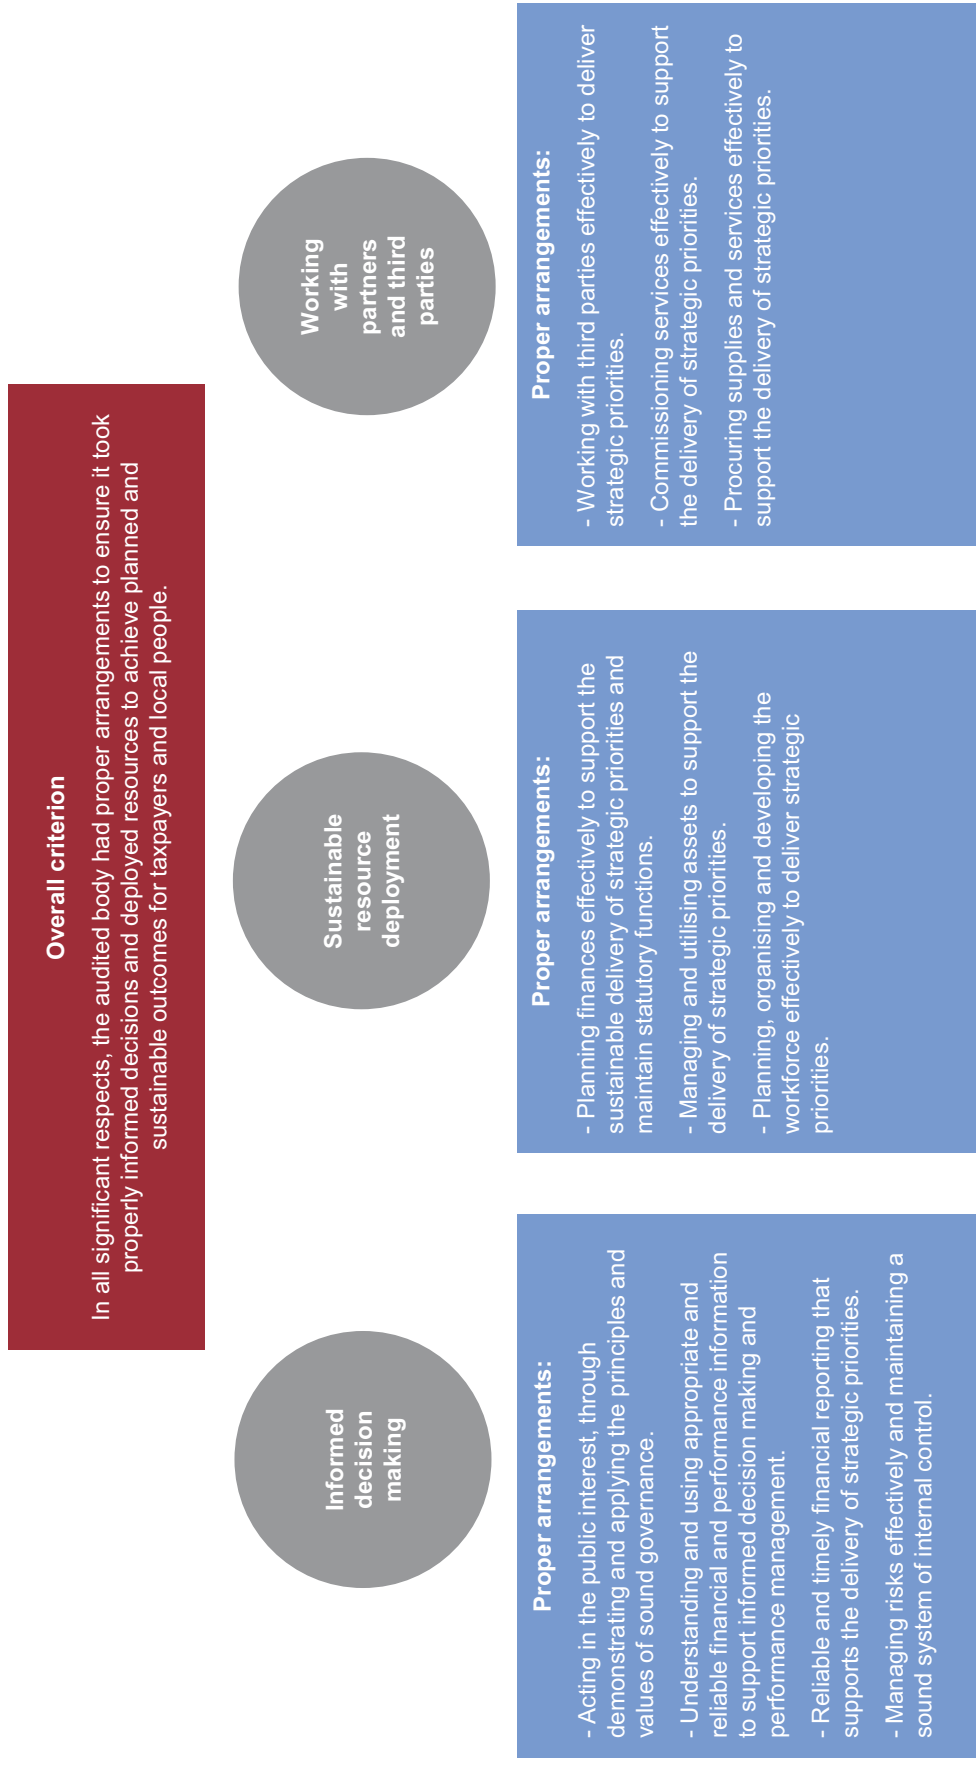 Overall criterion
In all significant respects, the audited body had proper arrangements to ensure it took
properly informed decisions and deployed resources to achieve planned and
sustainable outcomes for taxpayers and local people.
Informed
decision
making
Sustainable
resource
deployment
Working
with
partners
and third
parties
Proper arrangements:
- Acting in the public interest, through
demonstrating and applying the principles and
values of sound governance.
- Understanding and using appropriate and
reliable financial and performance information
to support informed decision making and
performance management.
- Reliable and timely financial reporting that
supports the delivery of strategic priorities.
- Managing risks effectively and maintaining a
sound system of internal control.
Proper arrangements:
- Planning finances effectively to support the
sustainable delivery of strategic priorities and
maintain statutory functions.
- Managing and utilising assets to support the
delivery of strategic priorities.
- Planning, organising and developing the
workforce effectively to deliver strategic
priorities.
Proper arrangements:
- Working with third parties effectively to deliver
strategic priorities.
- Commissioning services effectively to support
the delivery of strategic priorities.
- Procuring supplies and services effectively to
support the delivery of strategic priorities.